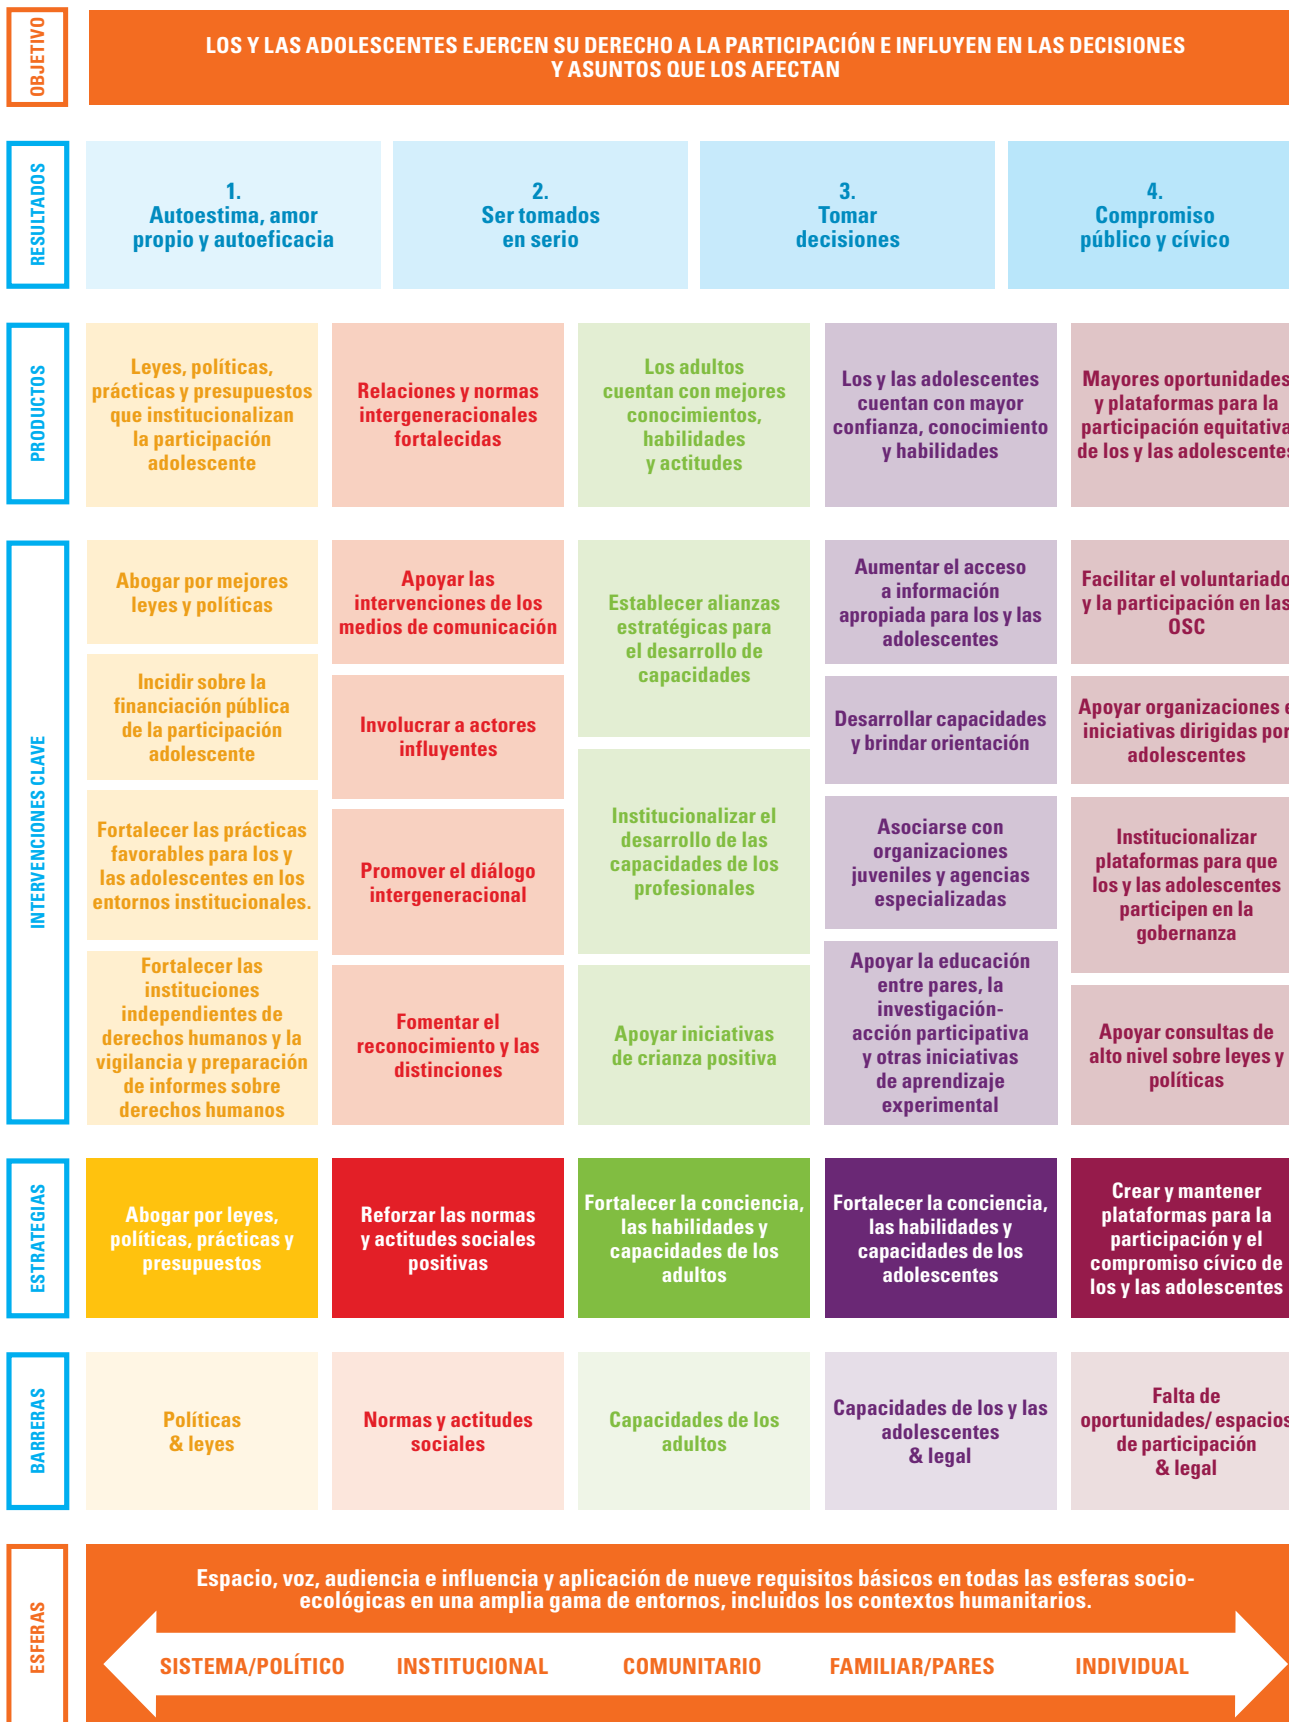 OBJETIVO
LOS Y LAS ADOLESCENTES EJERCEN SU DERECHO A LA PARTICIPACIÓN E INFLUYEN EN LAS DECISIONES
Y ASUNTOS QUE LOS AFECTAN
RESULTADOS
1.
Autoestima, amor
propio y autoeficacia
2.
Ser tomados
en serio
3.
Tomar
decisiones
4.
Compromiso
público y cívico
PRODUCTOS
Leyes, políticas,
prácticas y presupuestos
que institucionalizan
la participación
adolescente
Relaciones y normas
intergeneracionales
fortalecidas
Los adultos
cuentan con mejores
conocimientos,
habilidades
y actitudes
Los y las adolescentes
cuentan con mayor
confianza, conocimiento
y habilidades
Mayores oportunidades
y plataformas para la
participación equitativa
de los y las adolescentes
INTERVENCIONES CLAVE
Abogar por mejores
leyes y políticas
Incidir sobre la
financiación pública
de la participación
adolescente
Fortalecer las prácticas
favorables para los y
las adolescentes en los
entornos institucionales.
Fortalecer las
instituciones
independientes de
derechos humanos y la
vigilancia y preparación
de informes sobre
derechos humanos
Apoyar las
intervenciones de los
medios de comunicación
Involucrar a actores
influyentes
Promover el diálogo
intergeneracional
Fomentar el
reconocimiento y las
distinciones
Establecer alianzas
estratégicas para
el desarrollo de
capacidades
Institucionalizar el
desarrollo de las
capacidades de los
profesionales
Apoyar iniciativas
de crianza positiva
Aumentar el acceso
a información
apropiada para los y las
adolescentes
Desarrollar capacidades
y brindar orientación
Asociarse con
organizaciones
juveniles y agencias
especializadas
Apoyar la educación
entre pares, la
investigación-
acción participativa
y otras iniciativas
de aprendizaje
experimental
Facilitar el voluntariado
y la participación en las
OSC
Apoyar organizaciones e
iniciativas dirigidas por
adolescentes
Institucionalizar
plataformas para que
los y las adolescentes
participen en la
gobernanza
Apoyar consultas de
alto nivel sobre leyes y
políticas
ESTRATEGIAS
Abogar por leyes,
políticas, prácticas y
presupuestos
Reforzar las normas
y actitudes sociales
positivas
Fortalecer la conciencia,
las habilidades y
capacidades de los
adultos
Fortalecer la conciencia,
las habilidades y
capacidades de los
adolescentes
Crear y mantener
plataformas para la
participación y el
compromiso cívico de
los y las adolescentes
BARRERAS
Políticas
& leyes
Normas y actitudes
sociales
Capacidades de los
adultos
Capacidades de los y las
adolescentes
& legal
Falta de
oportunidades/ espacios
de participación
& legal
ESFERAS
Espacio, voz, audiencia e influencia y aplicación de nueve requisitos básicos en todas las esferas socio-
ecológicas en una amplia gama de entornos, incluidos los contextos humanitarios.
SISTEMA/POLÍTICO
INSTITUCIONAL
COMUNITARIO
FAMILIAR/PARES
INDIVIDUAL